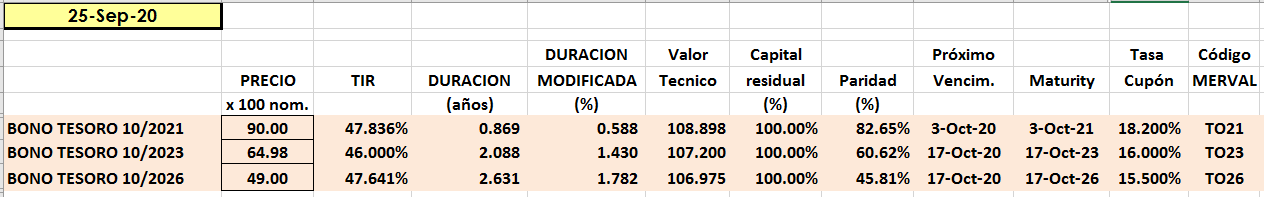 25-Sep-20
DURACION Valor Capital Próximo Tasa Código
PRECIO TIR DURACION MODIFICADA Tecnico residual Paridad Vencim. Maturity Cupón MERVAL
x 100 nom. (años) (%) (%) (%)
BONO TESORO 10/2021 90.00 47.836% 0.869 0.588 108.898 100.00% 82.65% 3-Oct-20 3-Oct-21 18.200% TO21
BONO TESORO 10/2023 64.98 46.000% 2.088 1.430 107.200 100.00% 60.62% 17-Oct-20 17-Oct-23 16.000% TO23
BONO TESORO 10/2026 49.00 47.641% 2.631 1.782 106.975 100.00% 45.81% 17-Oct-20 17-Oct-26 15.500% TO26